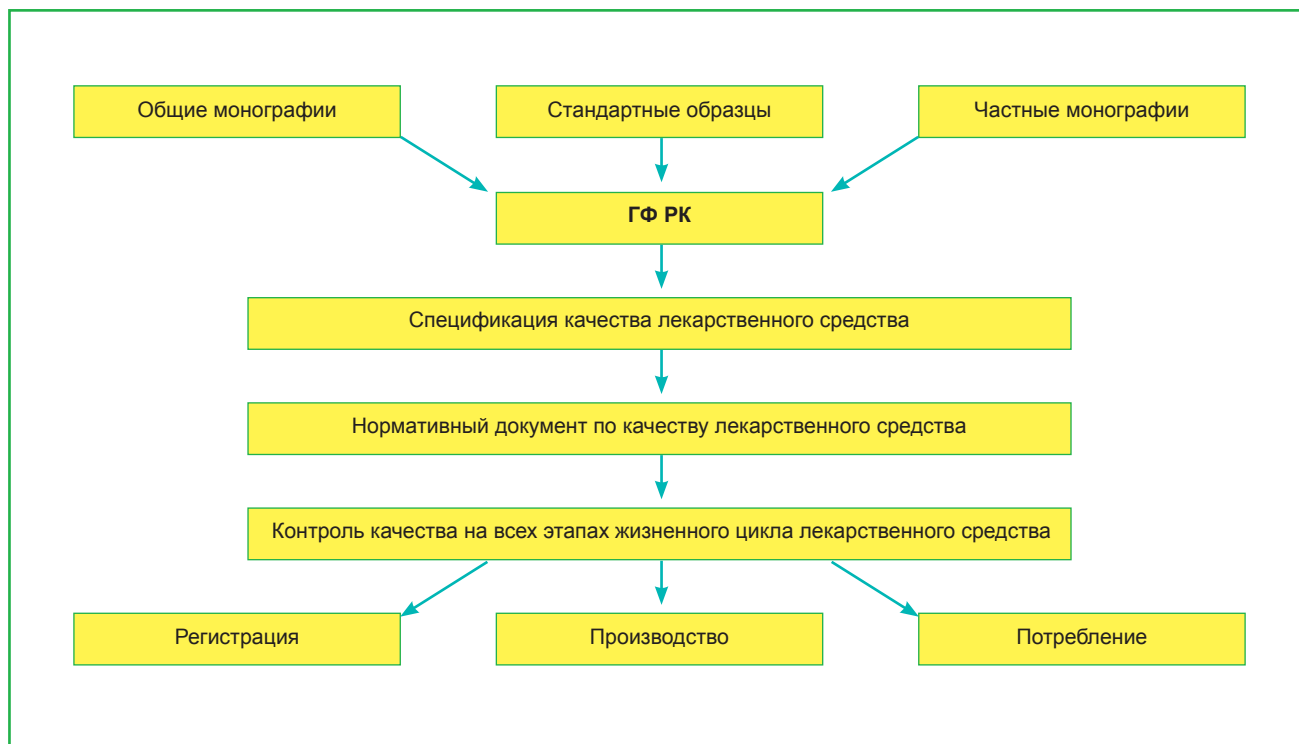 Общие монографии
Стандартные образцы
Частные монографии
ГФ РК
Спецификация качества лекарственного средства
Нормативный документ по качеству лекарственного средства
Контроль качества на всех этапах жизненного цикла лекарственного средства
Регистрация
Производство
Потребление